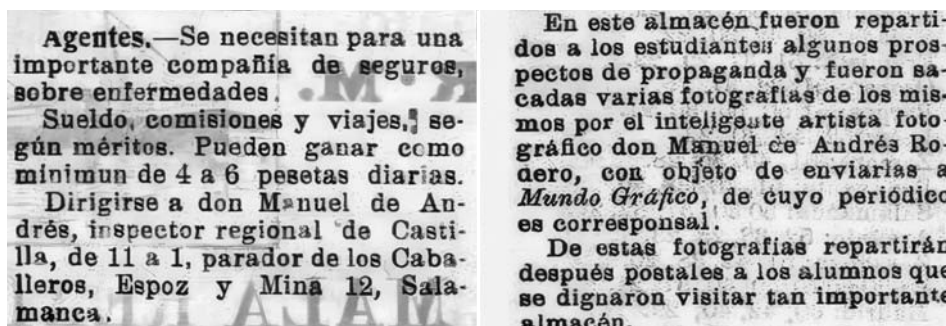 Agentes.—Se necesitan para una
importante compañia de seguros,
sobre enfermedades.
Sueldo, comisiones y viajes, se-
gún méritos. Pueden ganar como
minimun de 4 a 6 pesetas diarias.
Dirigirse a don Manuel de An-
drés, inspector regional de Casti-
lla, de 11 a 1, parador de los Caba-
lleros, Espoz y Mina 12, Sala-
manca.
En este almacén fueron reparti-
dos a los estudiantes algunos pros-
pectos de propaganda y fueron sa-
cadas varias fotografias de los mis-
mos por el inteligente artista foto-
gráfico don Manuel de Andrés Ro-
dero, con objeto de enviarlas a
Mundo Gráfico, de cuyo periódico
es corresponsal.
De estas fotografias repartirán
después postales a los alumnos que
se dignaron visitar tan importante
almacén.